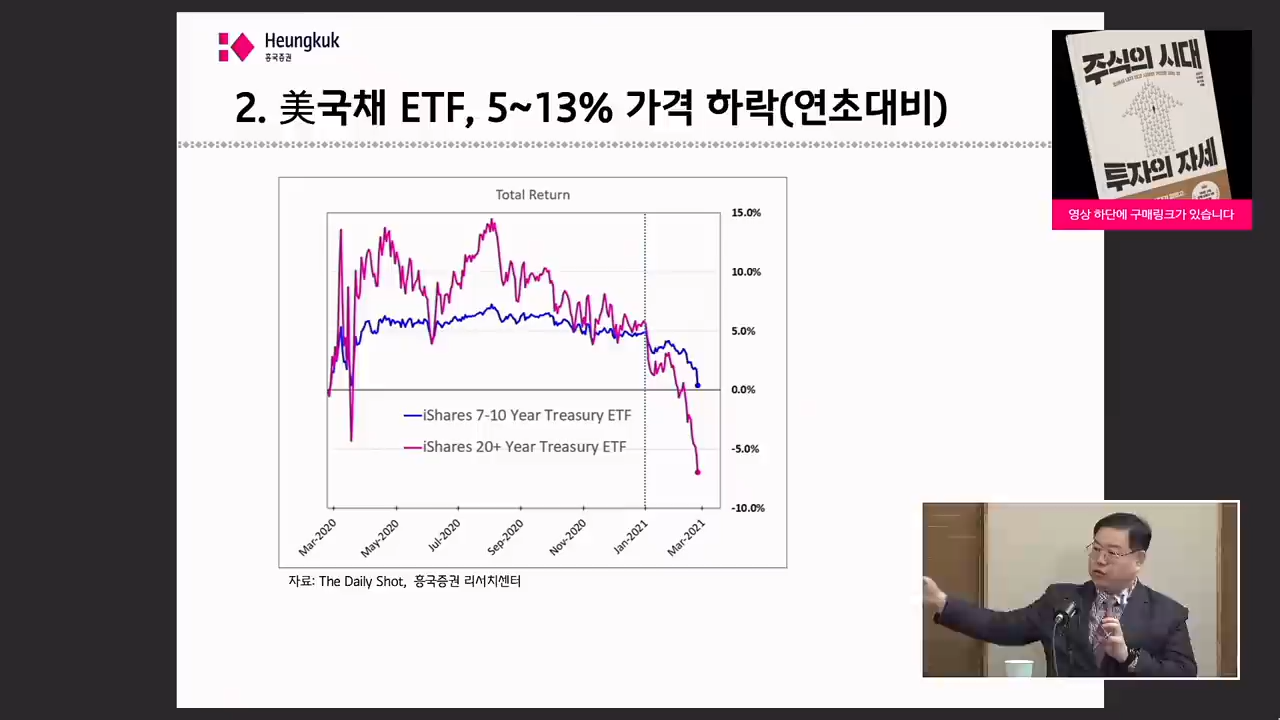 Heungkuk
흥국증권
2. 美국채 ETF, 5~13% 가격 하락(연초대비)
주식의 시대
투자의 자세
영상 하단에 구매링크가 있습니다
Total Return
15.0%
10.0%
5.0%
0.0%
-5.0%
-10.0%
iShares 7-10 Year Treasury ETF
iShares 20+ Year Treasury ETF
Mar-2020
May-2020
Jul-2020
Sep-2020
Nov-2020
Jan-2021
Mar-2021
자료: The Daily Shot, 흥국증권 리서치센터